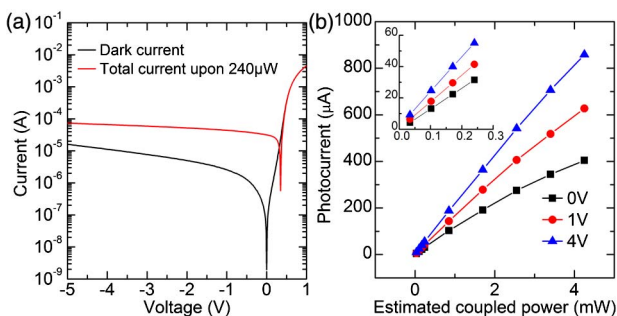 (a)
Dark current
Total current upon 240μW
Current (A)
10⁻¹
10⁻²
10⁻³
10⁻⁴
10⁻⁵
10⁻⁶
10⁻⁷
10⁻⁸
10⁻⁹
-5 -4 -3 -2 -1 0 1
Voltage (V)
(b)
Photocurrent (μA)
1000
800
600
400
200
0
60
40
20
0
0.0 0.1 0.2 0.3
0V
1V
4V
0 1 2 3 4 5
Estimated coupled power (mW)